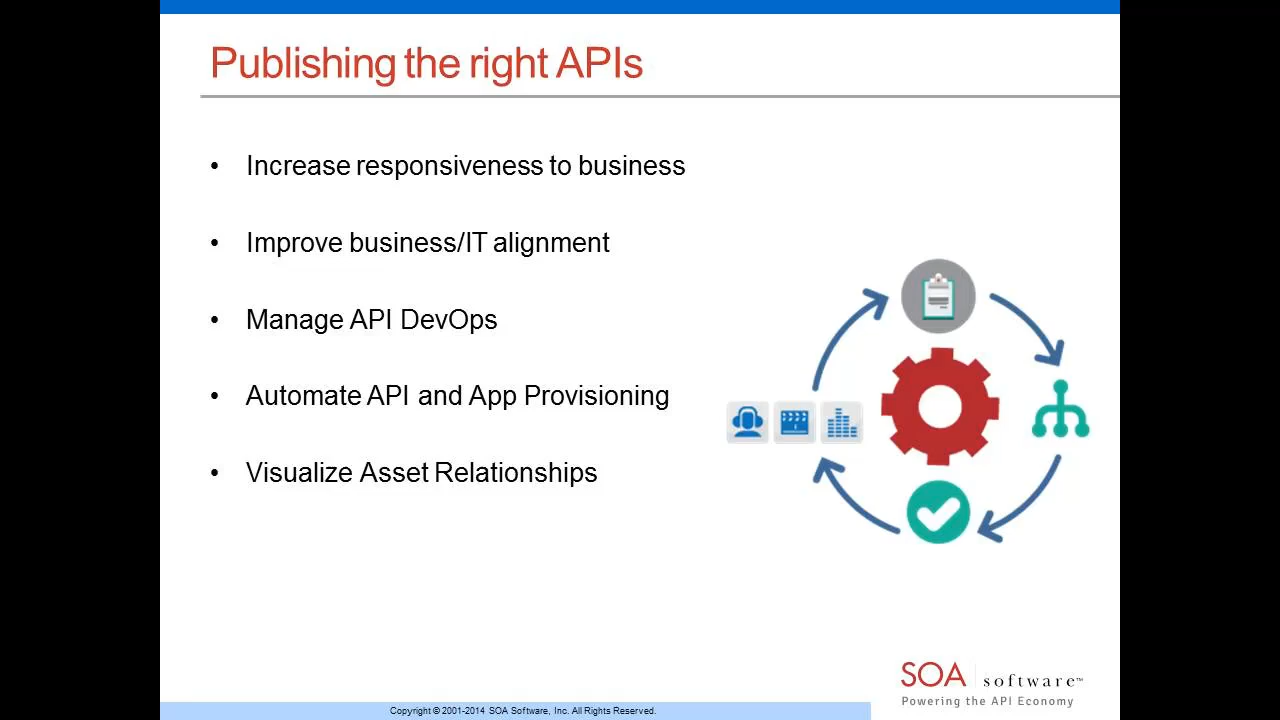 Publishing the right APIs
• Increase responsiveness to business
• Improve business/IT alignment
• Manage API DevOps
• Automate API and App Provisioning
• Visualize Asset Relationships
SOA software™
Powering the API Economy
Copyright © 2001-2014 SOA Software, Inc. All Rights Reserved.